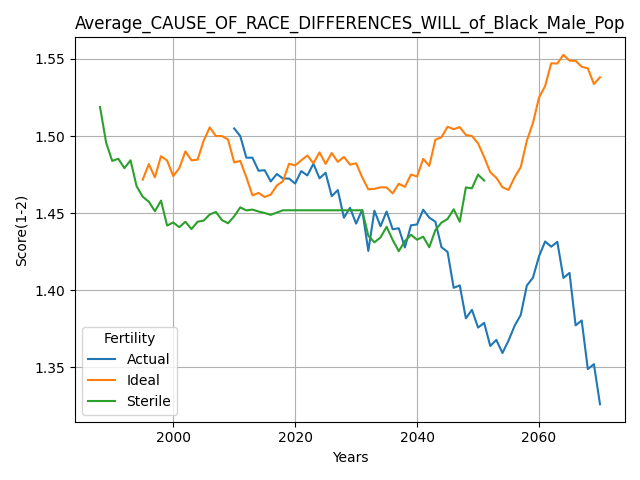 Average_CAUSE_OF_RACE_DIFFERENCES_WILL_of_Black_Male_Pop
Score(1-2)
1.55
1.50
1.45
1.40
1.35
Fertility
Actual
Ideal
Sterile
2000 2020 2040 2060
Years